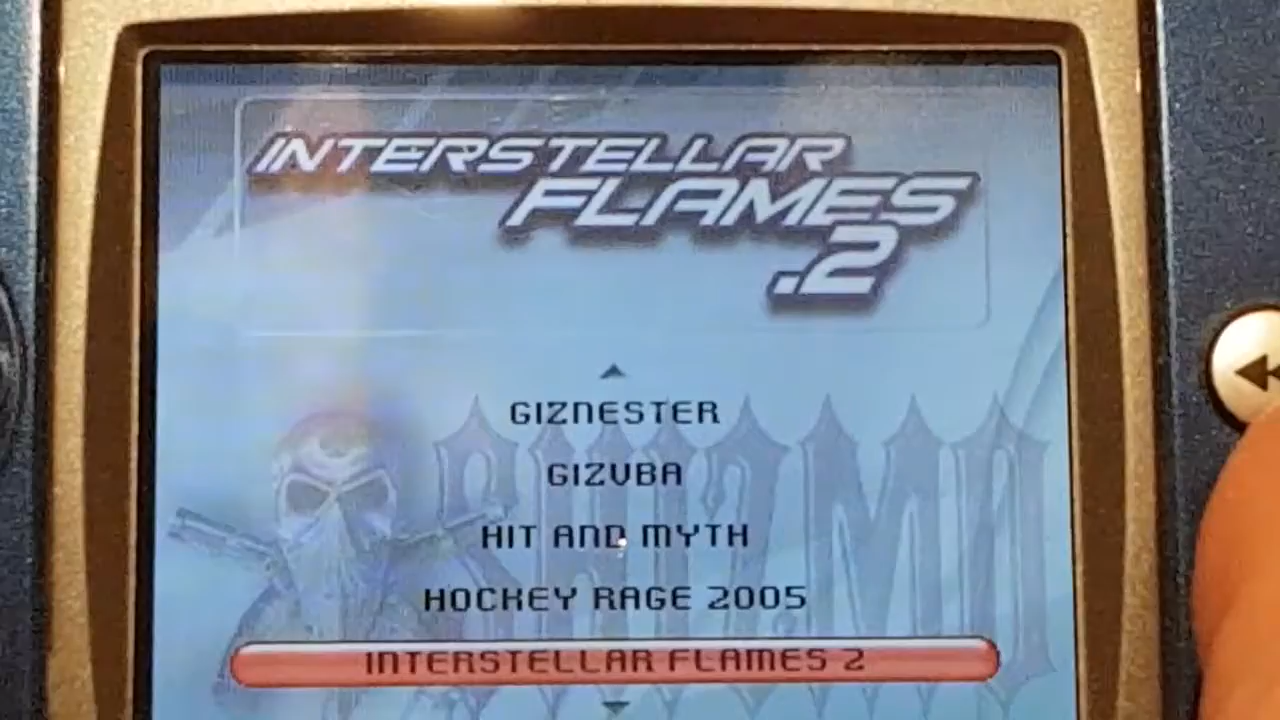 INTERSTELLAR
FLAMES
.2
GIZNESTER
GIZVBA
HIT AND MYTH
HOCKEY RAGE 2005
INTERSTELLAR FLAMES 2